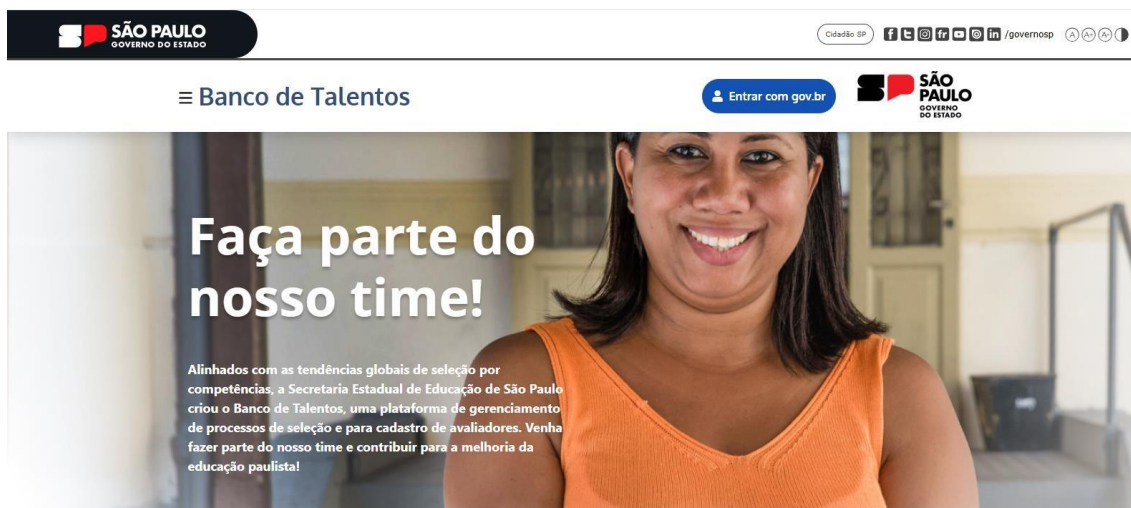 SÃO PAULO
GOVERNO DO ESTADO
Cidadão SP
/governosp
A A+ A-
Banco de Talentos
Entrar com gov.br
SÃO
PAULO
GOVERNO
DO ESTADO
Faça parte do
nosso time!
Alinhados com as tendências globais de seleção por
competências, a Secretaria Estadual de Educação de São Paulo
criou o Banco de Talentos, uma plataforma de gerenciamento
de processos de seleção e para cadastro de avaliadores. Venha
fazer parte do nosso time e contribuir para a melhoria da
educação paulista!